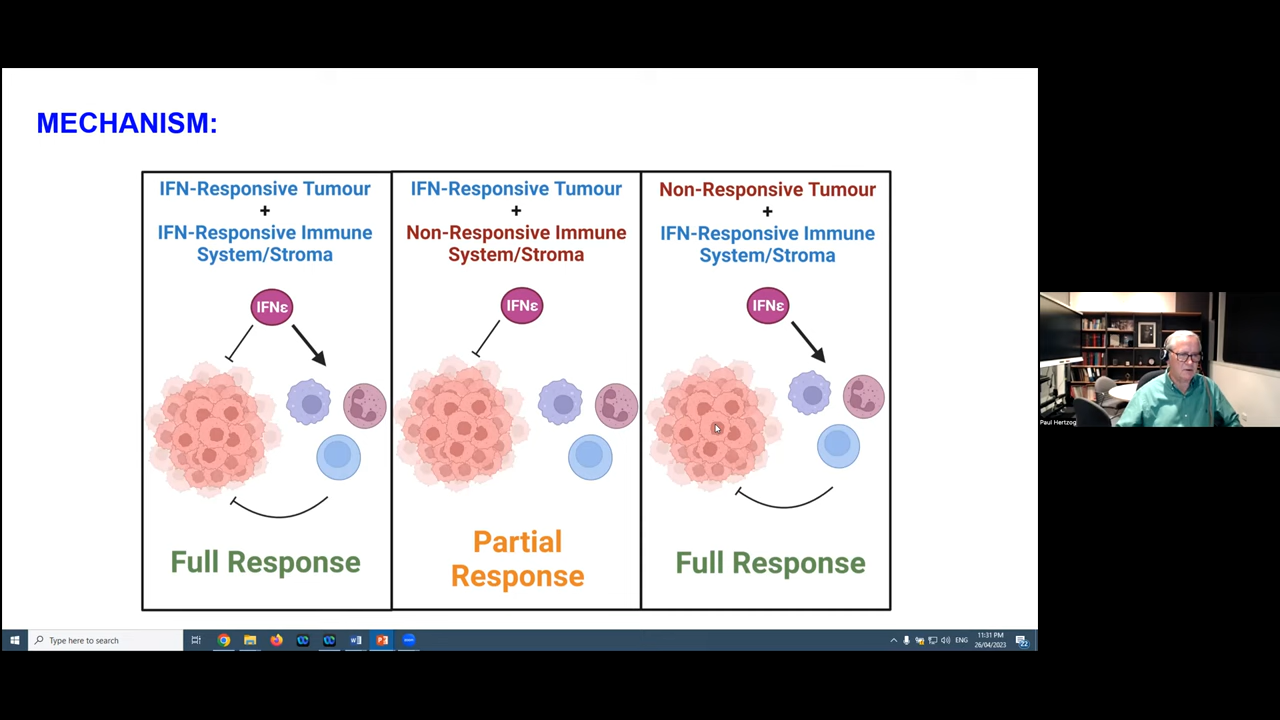 MECHANISM:
IFN-Responsive Tumour
+
IFN-Responsive Immune
System/Stroma
IFNε
Full Response
IFN-Responsive Tumour
+
Non-Responsive Immune
System/Stroma
IFNε
Partial
Response
Non-Responsive Tumour
+
IFN-Responsive Immune
System/Stroma
IFNε
Full Response
Paul Hertzog
Type here to search
ENG
11:31 PM
26/04/2023
22